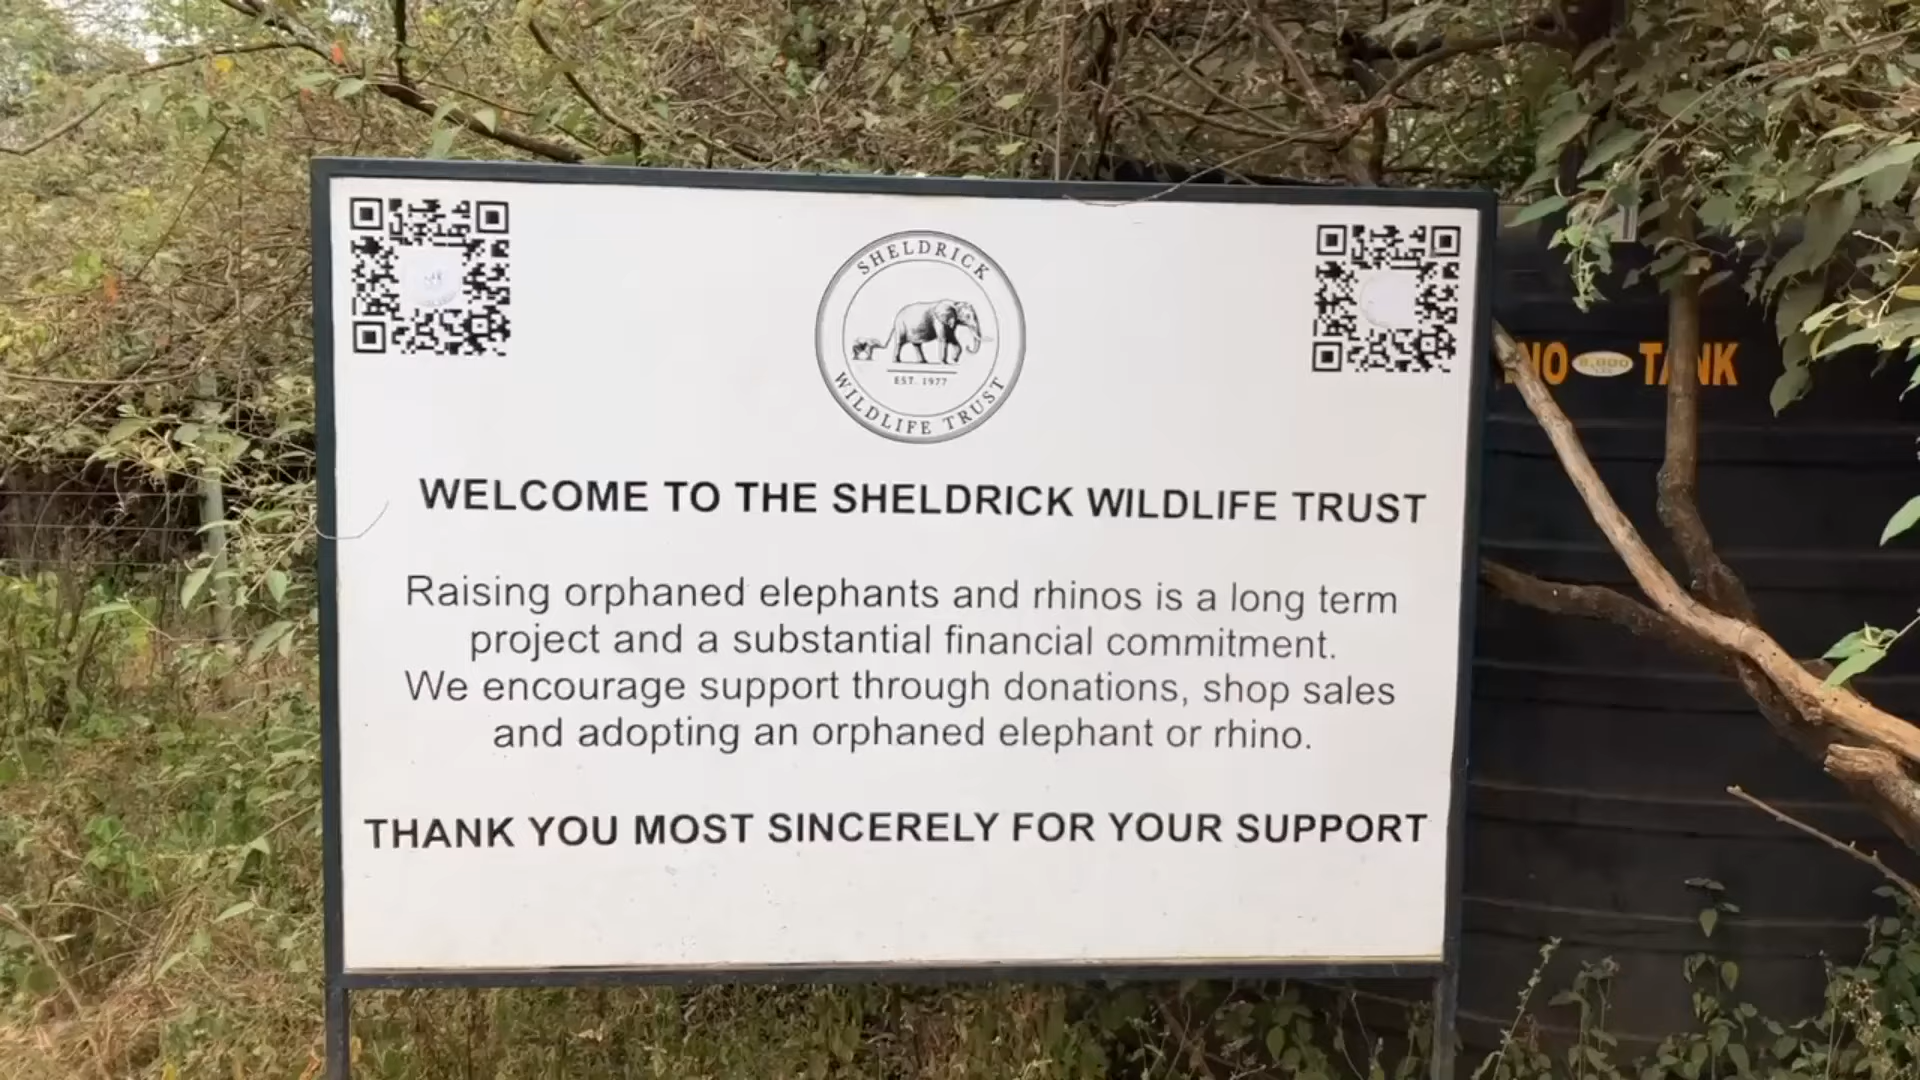 SHELDRICK
EST. 1977
WILDLIFE TRUST
WELCOME TO THE SHELDRICK WILDLIFE TRUST
Raising orphaned elephants and rhinos is a long term
project and a substantial financial commitment.
We encourage support through donations, shop sales
and adopting an orphaned elephant or rhino.
THANK YOU MOST SINCERELY FOR YOUR SUPPORT
TANK